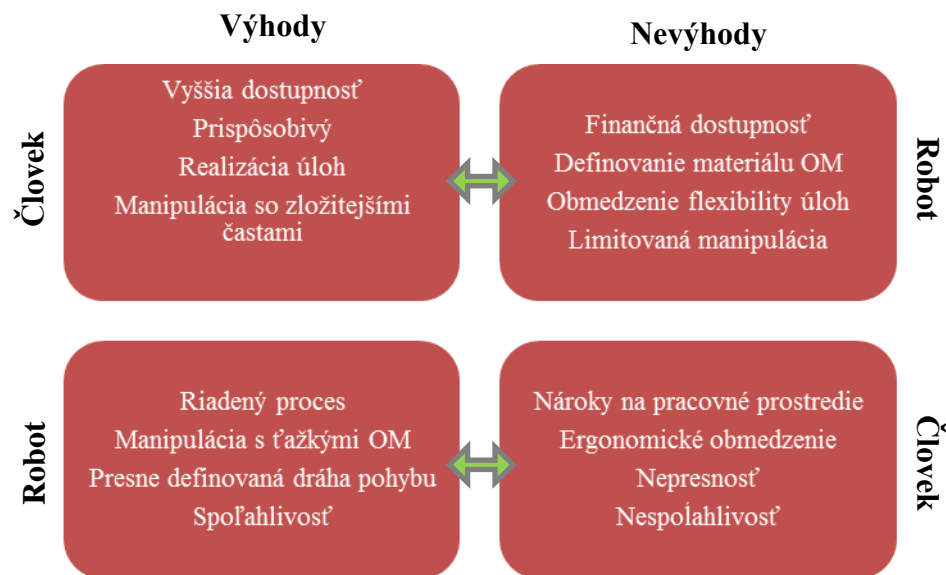 Výhody
Nevýhody
Človek
Vyššia dostupnosť
Prispôsobivý
Realizácia úloh
Manipulácia so zložitejšími
častami
Finančná dostupnosť
Definovanie materiálu OM
Obmedzenie flexibility úloh
Limitovaná manipulácia
Robot
Robot
Riadený proces
Manipulácia s ťažkými OM
Presne definovaná dráha pohybu
Spoľahlivosť
Nároky na pracovné prostredie
Ergonomické obmedzenie
Nepresnosť
Nespoĺahlivosť
Človek